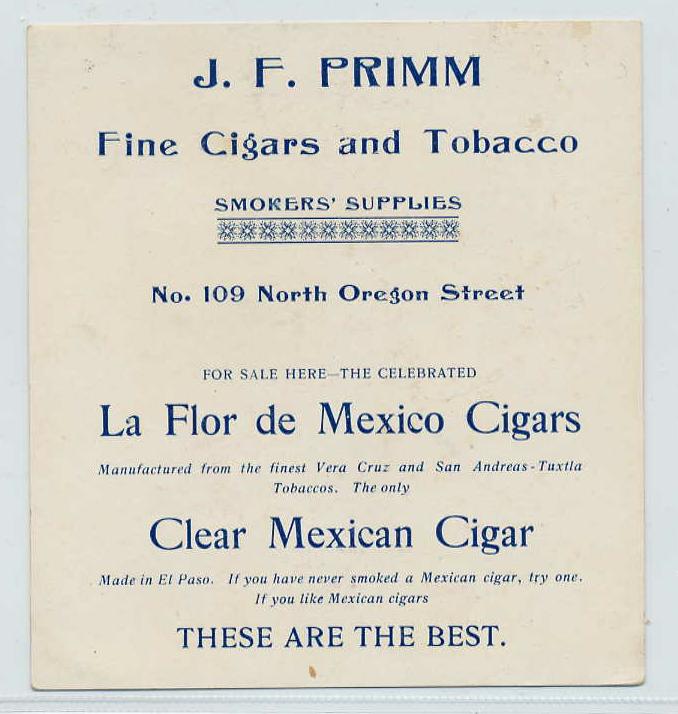 J. F. PRIMM
Fine Cigars and Tobacco
SMOKERS' SUPPLIES
No. 109 North Oregon Street
FOR SALE HERE—THE CELEBRATED
La Flor de Mexico Cigars
Manufactured from the finest Vera Cruz and San Andreas-Tuxtla
Tobaccos. The only
Clear Mexican Cigar
Made in El Paso. If you have never smoked a Mexican cigar, try one.
If you like Mexican cigars
THESE ARE THE BEST.